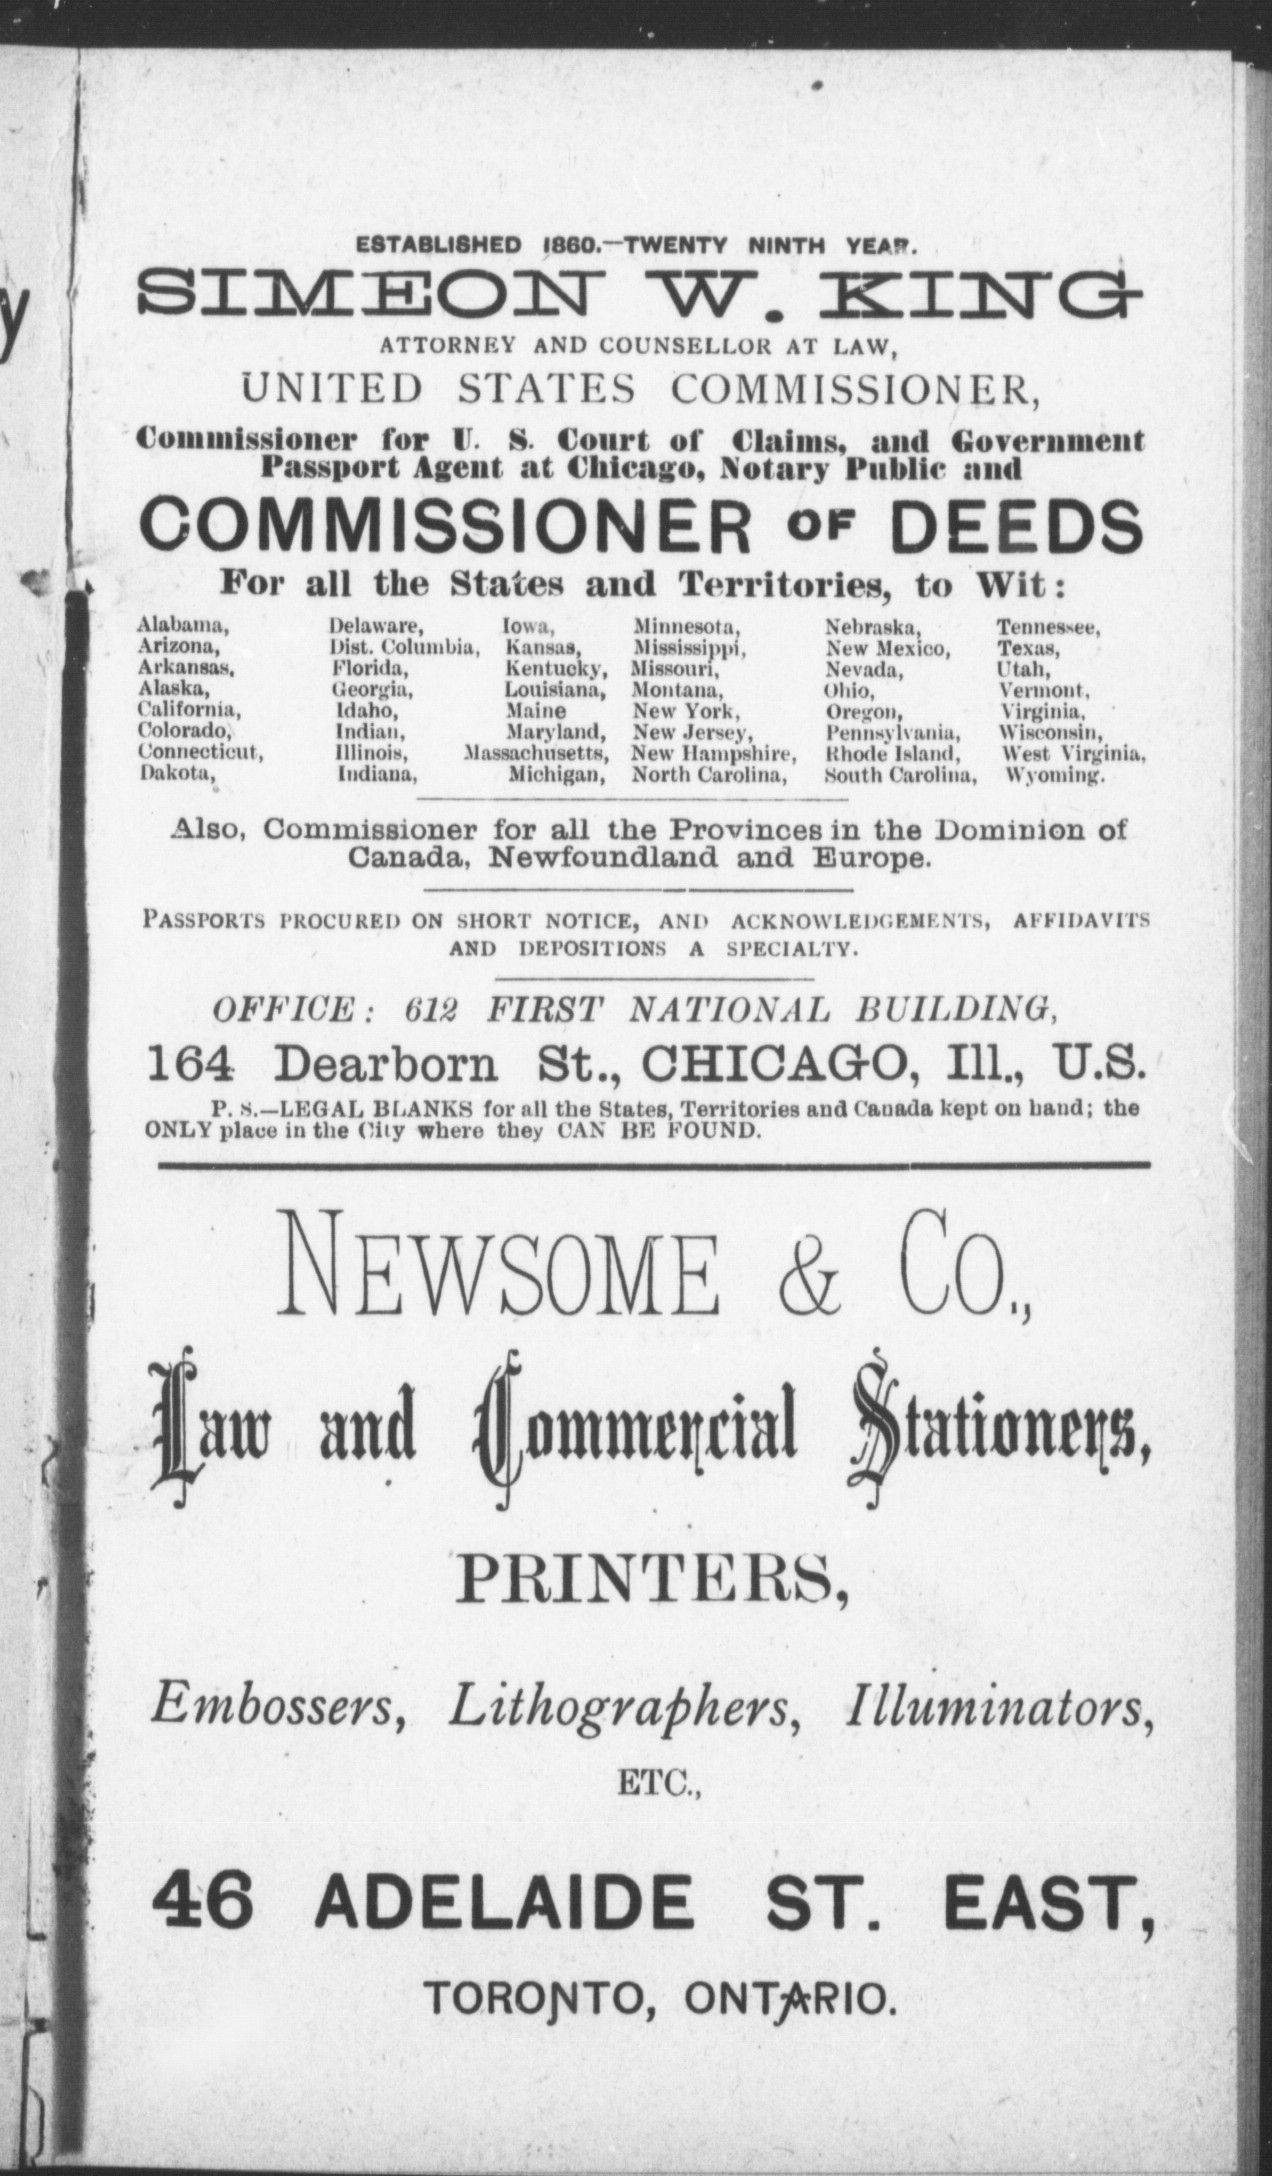 ESTABLISHED 1860.—TWENTY NINTH YEAR.
SIMEON W. KING
ATTORNEY AND COUNSELLOR AT LAW,
UNITED STATES COMMISSIONER,
Commissioner for U. S. Court of Claims, and Government
Passport Agent at Chicago, Notary Public and
COMMISSIONER OF DEEDS
For all the States and Territories, to Wit:
Alabama, Delaware, Iowa, Minnesota, Nebraska, Tennessee,
Arizona, Dist. Columbia, Kansas, Mississippi, New Mexico, Texas,
Arkansas, Florida, Kentucky, Missouri, Nevada, Utah,
Alaska, Georgia, Louisiana, Montana, Ohio, Vermont,
California, Idaho, Maine New York, Oregon, Virginia,
Colorado, Indian, Maryland, New Jersey, Pennsylvania, Wisconsin,
Connecticut, Illinois, Massachusetts, New Hampshire, Rhode Island, West Virginia,
Dakota, Indiana, Michigan, North Carolina, South Carolina, Wyoming.
Also, Commissioner for all the Provinces in the Dominion of
Canada, Newfoundland and Europe.
PASSPORTS PROCURED ON SHORT NOTICE, AND ACKNOWLEDGEMENTS, AFFIDAVITS
AND DEPOSITIONS A SPECIALTY.
OFFICE: 612 FIRST NATIONAL BUILDING,
164 Dearborn St., CHICAGO, Ill., U.S.
P. S.—LEGAL BLANKS for all the States, Territories and Canada kept on hand; the
ONLY place in the City where they CAN BE FOUND.
NEWSOME & CO.,
Law and Commercial Stationers,
PRINTERS,
Embossers, Lithographers, Illuminators,
ETC.,
46 ADELAIDE ST. EAST,
TORONTO, ONTARIO.